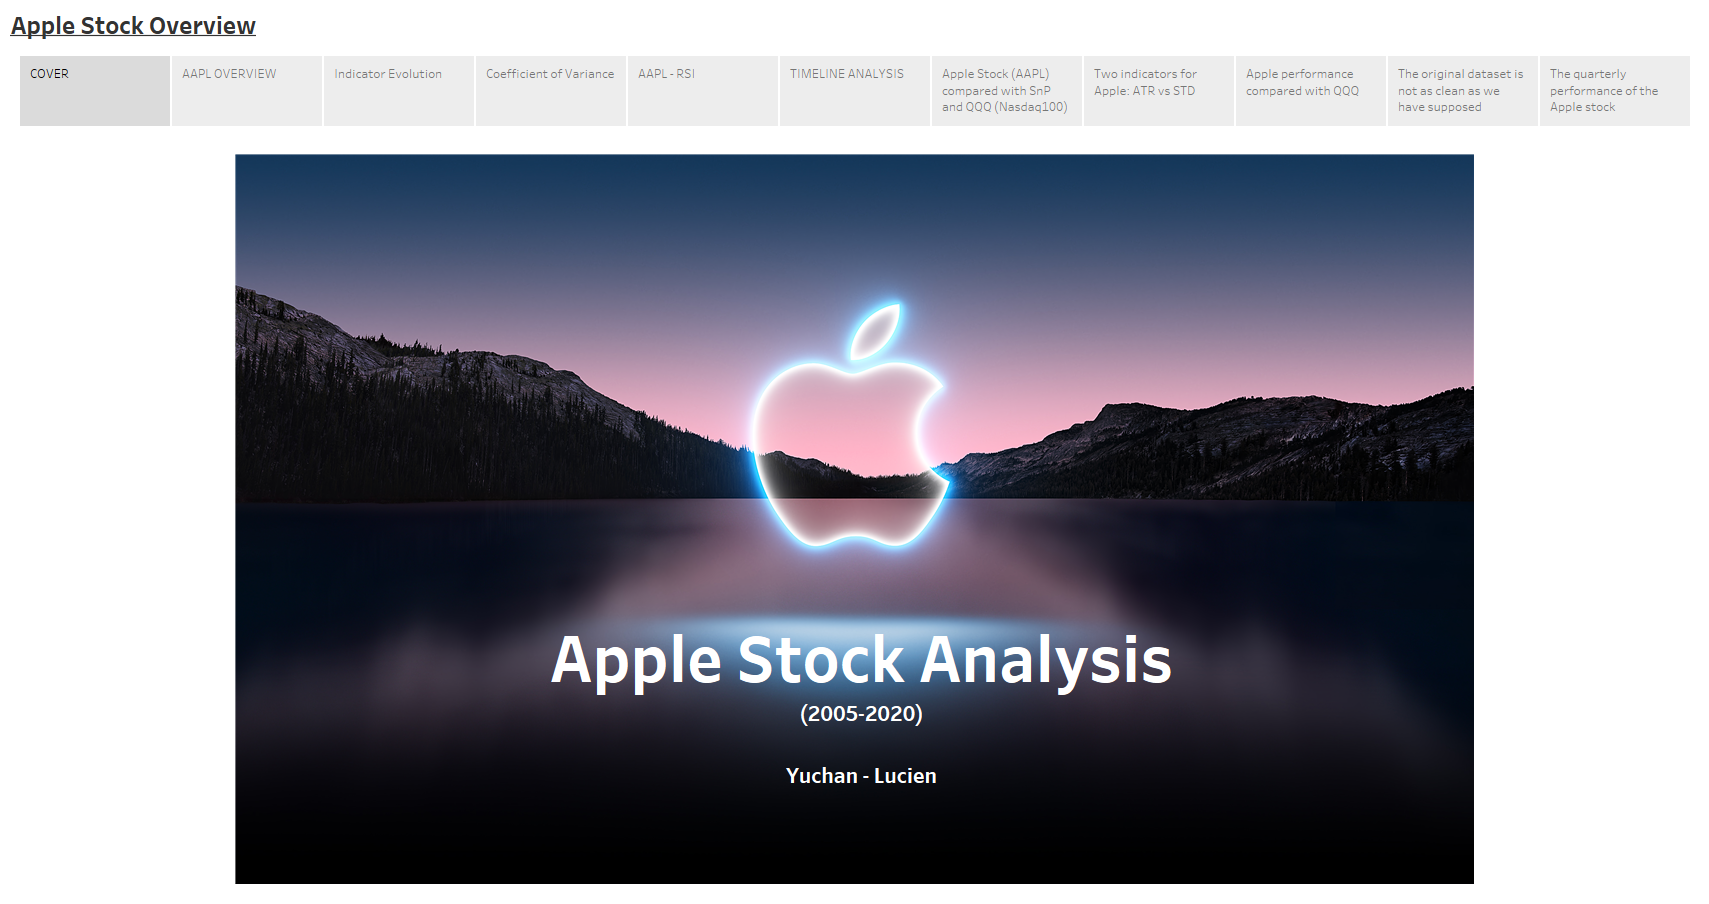 Apple Stock Overview
COVER
AAPL OVERVIEW
Indicator Evolution
Coefficient of Variance
AAPL - RSI
TIMELINE ANALYSIS
Apple Stock (AAPL)
compared with SnP
and QQQ (Nasdaq100)
Two indicators for
Apple: ATR vs STD
Apple performance
compared with QQQ
The original dataset is
not as clean as we
have supposed
The quarterly
performance of the
Apple stock
Apple Stock Analysis
(2005-2020)
Yuchan - Lucien